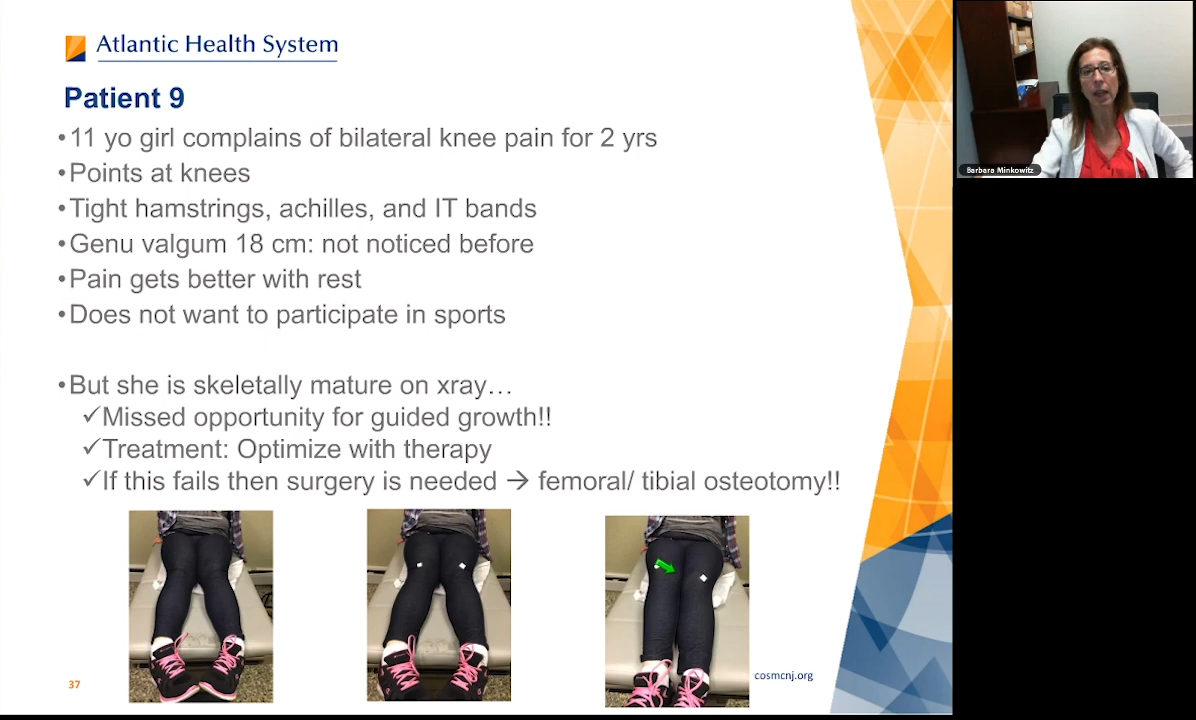 Atlantic Health System
Patient 9
•11 yo girl complains of bilateral knee pain for 2 yrs
•Points at knees
•Tight hamstrings, achilles, and IT bands
•Genu valgum 18 cm: not noticed before
•Pain gets better with rest
•Does not want to participate in sports
•But she is skeletally mature on xray…
✓Missed opportunity for guided growth!!
✓Treatment: Optimize with therapy
✓If this fails then surgery is needed → femoral/ tibial osteotomy!!
37
cosmcnj.org
Barbara Minkowitz